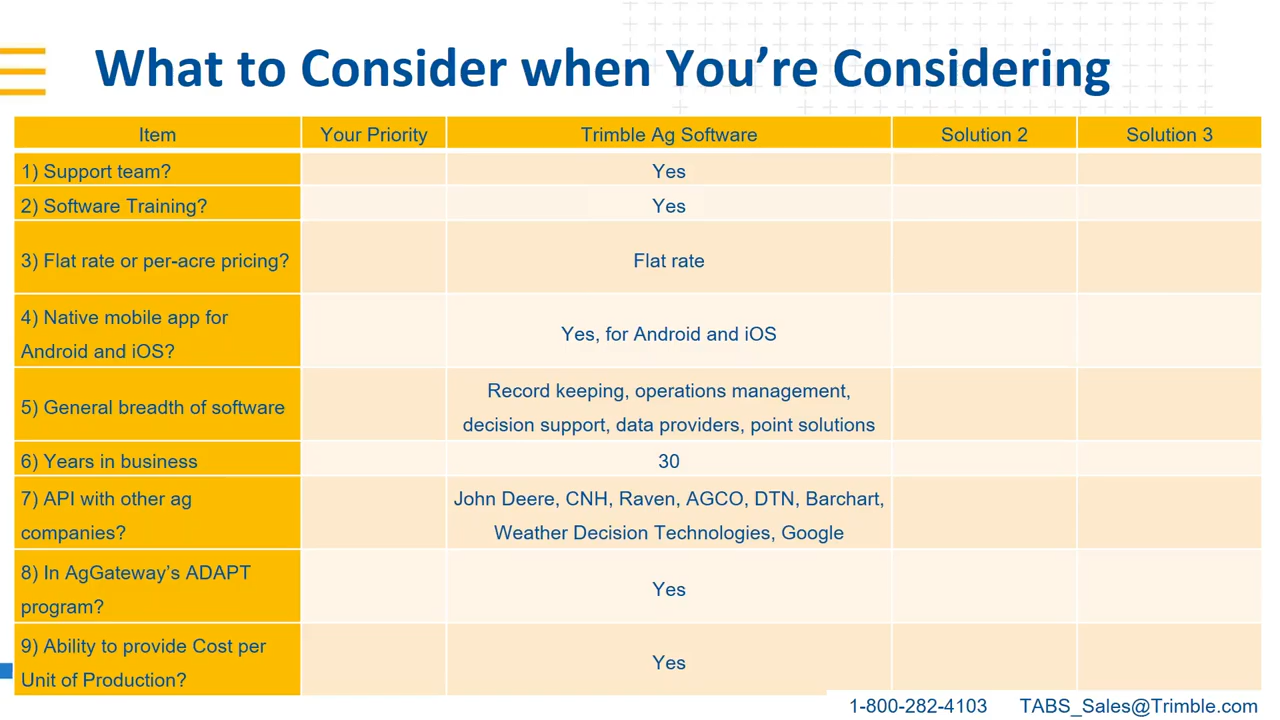 What to Consider when You’re Considering
Item Your Priority Trimble Ag Software Solution 2 Solution 3
1) Support team? Yes
2) Software Training? Yes
3) Flat rate or per-acre pricing? Flat rate
4) Native mobile app for
Android and iOS?
Yes, for Android and iOS
5) General breadth of software
Record keeping, operations management,
decision support, data providers, point solutions
6) Years in business 30
7) API with other ag
companies?
John Deere, CNH, Raven, AGCO, DTN, Barchart,
Weather Decision Technologies, Google
8) In AgGateway’s ADAPT
program?
Yes
9) Ability to provide Cost per
Unit of Production?
Yes
1-800-282-4103 TABS_Sales@Trimble.com